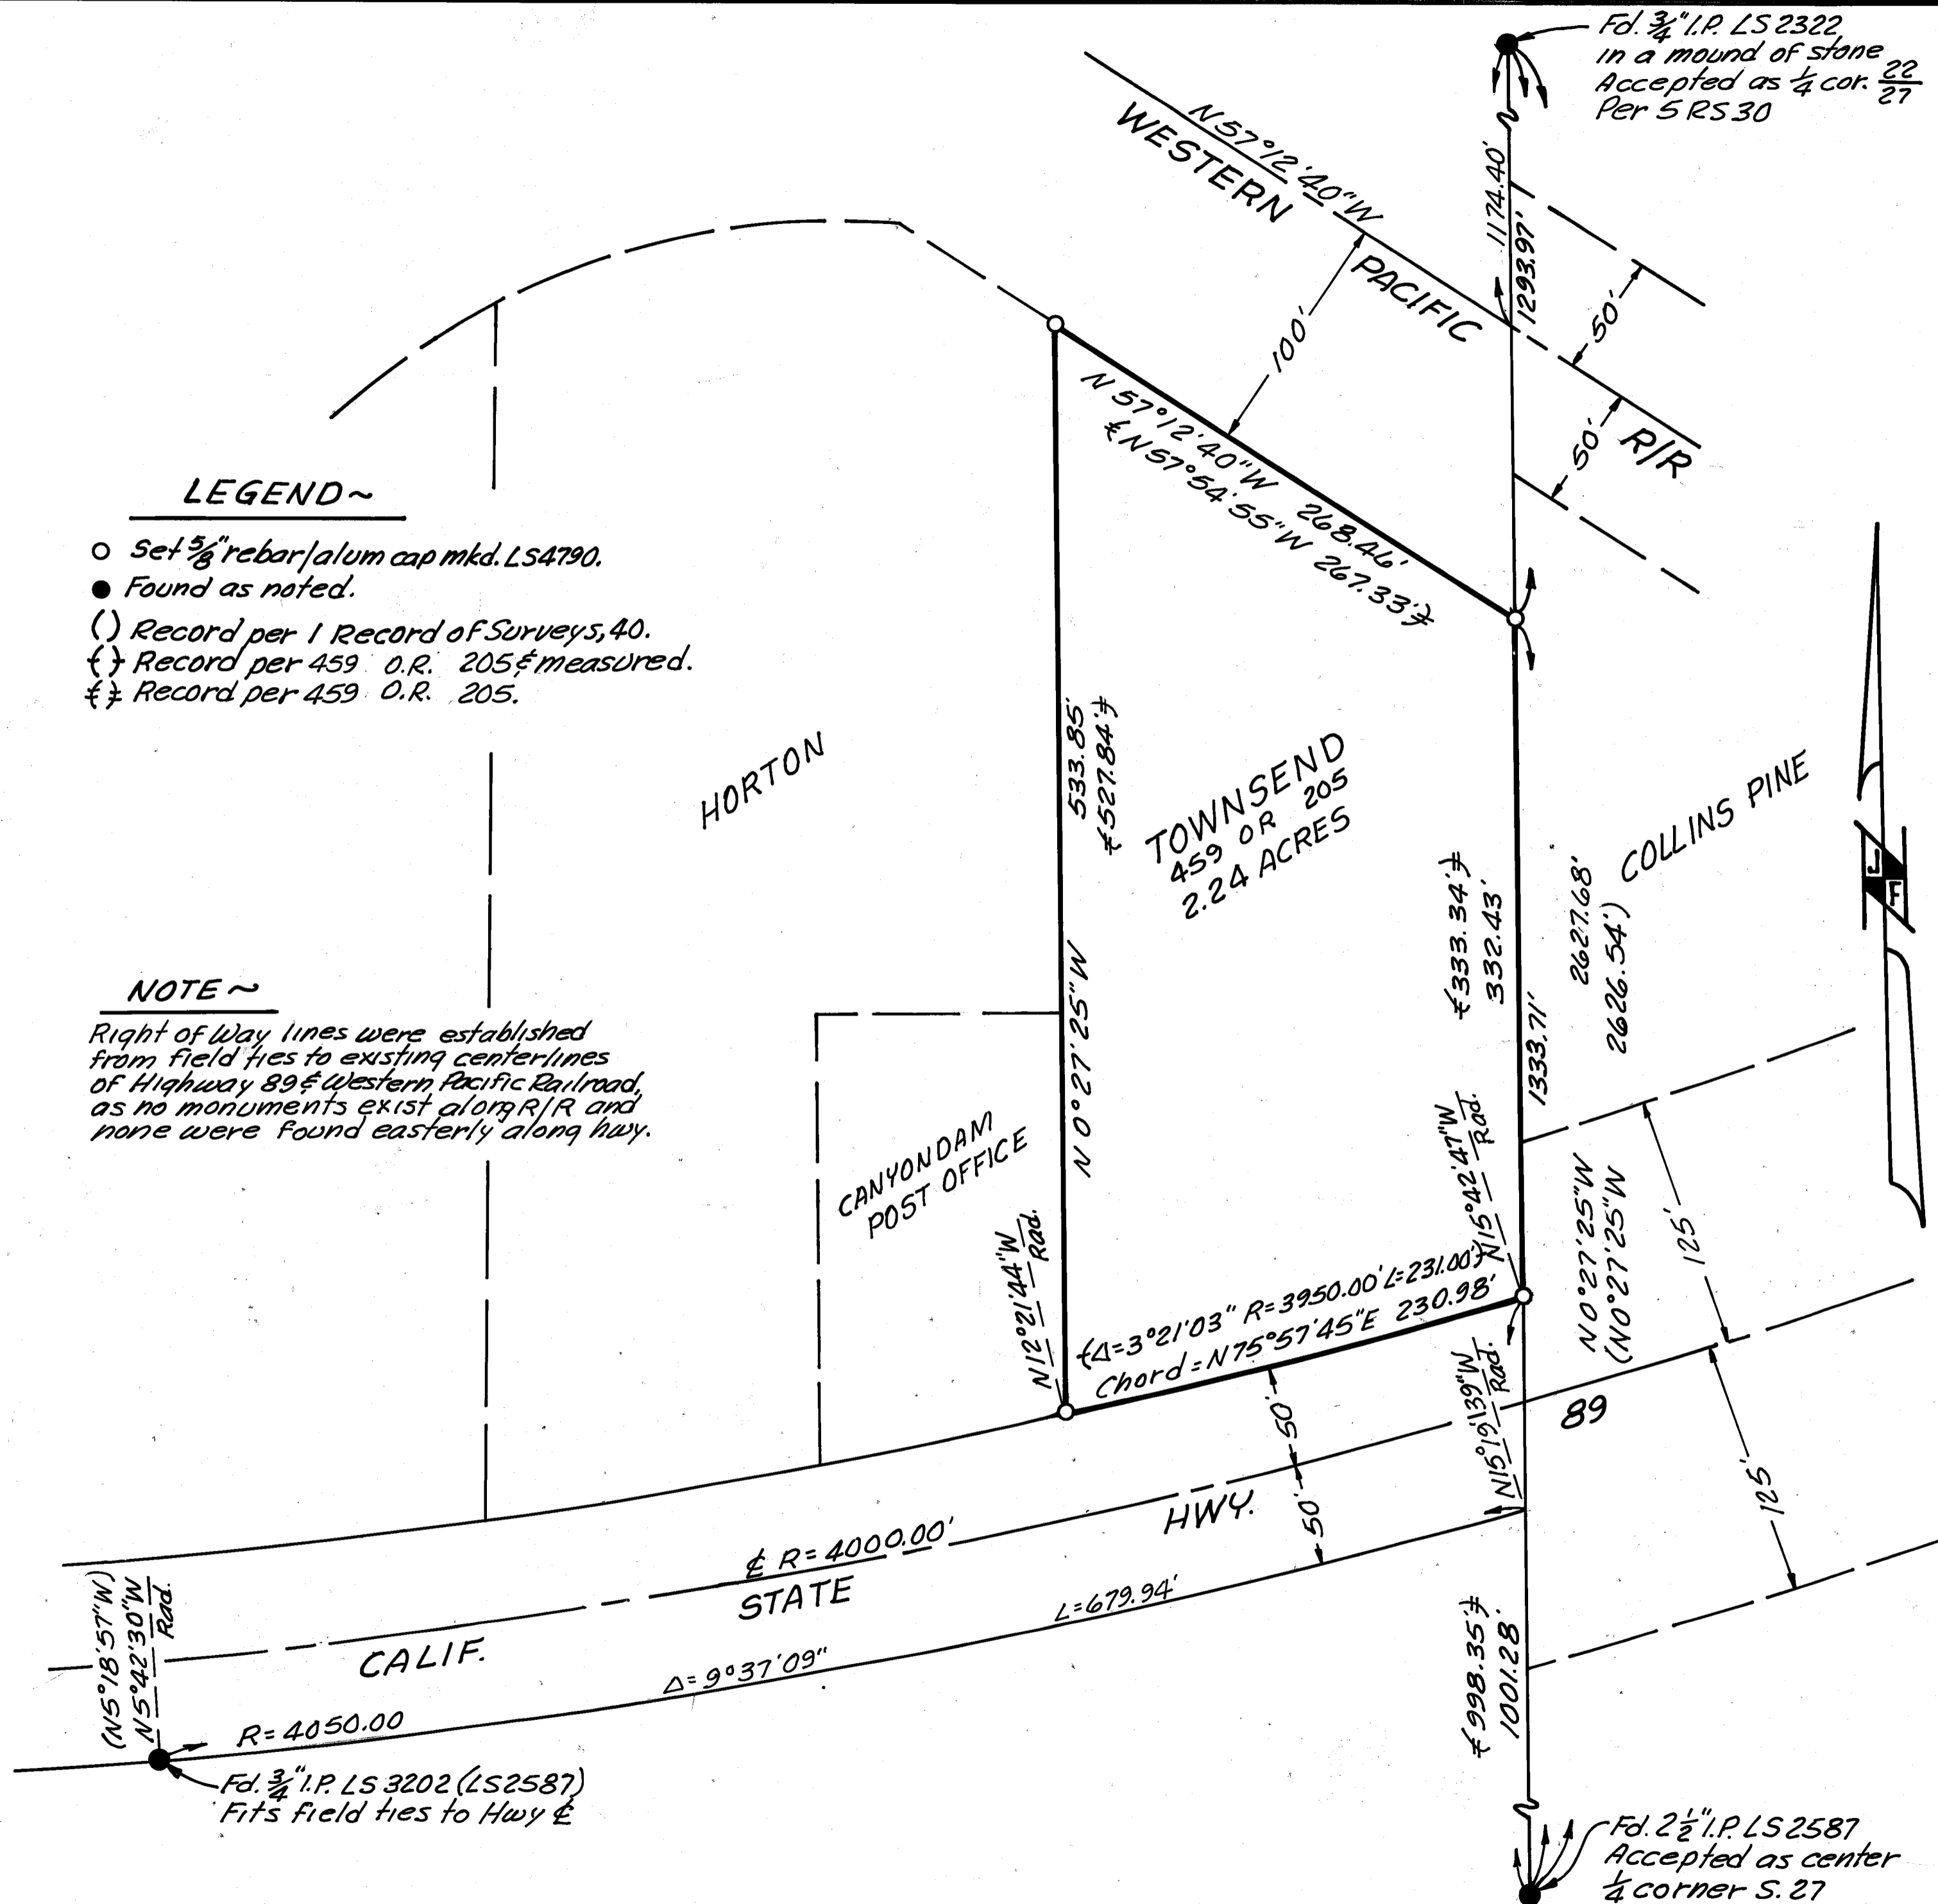 Fd. 3/4" I.P. LS 2322
in a mound of stone
Accepted as 1/4 cor. 22/27
Per 5 RS 30
N57°12'40"W
WESTERN
PACIFIC
R/R
1174.40'
1293.97'
100'
50'
50'
N57°12'40"W 268.46'
N57°54'55"W 267.33'
LEGEND~
○ Set 5/8" rebar/alum cap mkd. LS4790.
● Found as noted.
( ) Record per 1 Record of Surveys, 40.
{ } Record per 459 O.R. 205 & measured.
Record per 459 O.R. 205.
HORTON
533.85'
{527.84'}
N0°27'25"W
TOWNSEND
459 OR 205
2.24 ACRES
COLLINS PINE
{333.34'}
332.43'
1333.71'
2627.68'
2626.54')
J
F
NOTE~
Right of Way lines were established
from field ties to existing centerlines
of Highway 89 & Western Pacific Railroad,
as no monuments exist along R/R and
none were found easterly along hwy.
CANYONDAM
POST OFFICE
N12°21'44"W
Rad.
N15°42'47"W
Rad.
{Δ=3°21'03" R=3950.00' L=231.00'}
Chord=N75°57'45"E 230.98'
N0°27'25"W
(N0°27'25"W
125'
125'
N15°19'39"W
Rad.
89
50'
50'
HWY.
℄ R=4000.00'
STATE
CALIF.
L=679.94'
Δ=9°37'09"
R=4050.00
(N5°18'57"W)
N5°42'30"W
Rad.
Fd. 3/4" I.P. LS 3202 (LS2587)
Fits field ties to Hwy ℄
{998.35'}
1001.28'
Fd. 2 1/2" I.P. LS 2587
Accepted as center
1/4 corner S. 27